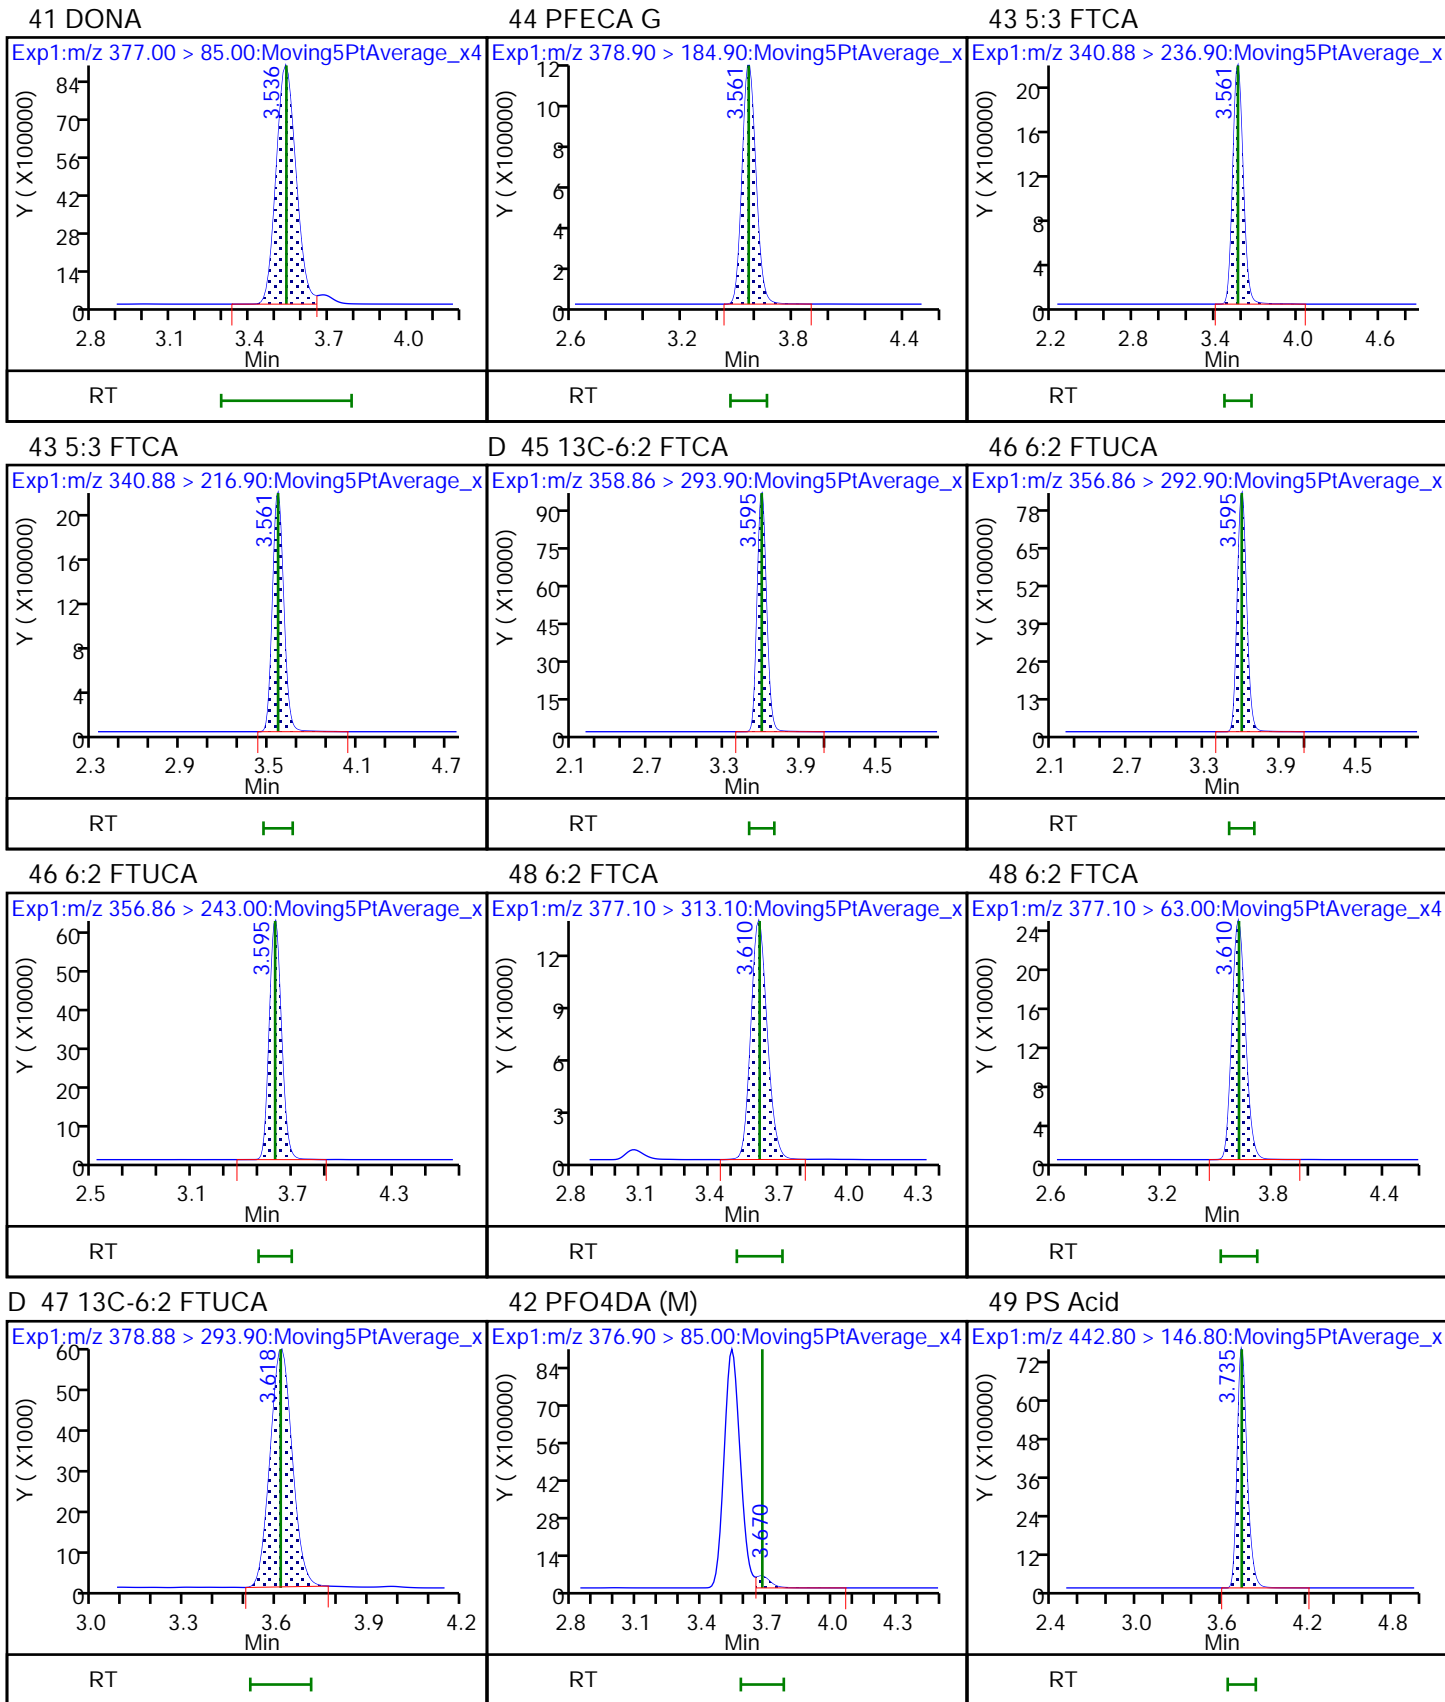 41 DONA
44 PFECA G
43 5:3 FTCA
Exp1:m/z 377.00 > 85.00:Moving5PtAverage_x4
Exp1:m/z 378.90 > 184.90:Moving5PtAverage_x
Exp1:m/z 340.88 > 236.90:Moving5PtAverage_x
Y ( X100000)
84
70
56
42
28
14
0
3.536
2.8 3.1 3.4 3.7 4.0
Min
RT
Y ( X100000)
12
10
8
6
4
2
0
3.561
2.6 3.2 3.8 4.4
Min
RT
Y ( X100000)
20
16
12
8
4
0
3.561
2.2 2.8 3.4 4.0 4.6
Min
RT
43 5:3 FTCA
D 45 13C-6:2 FTCA
46 6:2 FTUCA
Exp1:m/z 340.88 > 216.90:Moving5PtAverage_x
Exp1:m/z 358.86 > 293.90:Moving5PtAverage_x
Exp1:m/z 356.86 > 292.90:Moving5PtAverage_x
Y ( X100000)
20
16
12
8
4
0
3.561
2.3 2.9 3.5 4.1 4.7
Min
RT
Y ( X10000)
90
75
60
45
30
15
0
3.595
2.1 2.7 3.3 3.9 4.5
Min
RT
Y ( X100000)
78
65
52
39
26
13
0
3.595
2.1 2.7 3.3 3.9 4.5
Min
RT
46 6:2 FTUCA
48 6:2 FTCA
48 6:2 FTCA
Exp1:m/z 356.86 > 243.00:Moving5PtAverage_x
Exp1:m/z 377.10 > 313.10:Moving5PtAverage_x
Exp1:m/z 377.10 > 63.00:Moving5PtAverage_x4
Y ( X10000)
60
50
40
30
20
10
0
3.595
2.5 3.1 3.7 4.3
Min
RT
Y ( X100000)
12
9
6
3
0
3.610
2.8 3.1 3.4 3.7 4.0 4.3
Min
RT
Y ( X10000)
24
20
16
12
8
4
0
3.610
2.6 3.2 3.8 4.4
Min
RT
D 47 13C-6:2 FTUCA
42 PFO4DA (M)
49 PS Acid
Exp1:m/z 378.88 > 293.90:Moving5PtAverage_x
Exp1:m/z 376.90 > 85.00:Moving5PtAverage_x4
Exp1:m/z 442.80 > 146.80:Moving5PtAverage_x
Y ( X10000)
60
50
40
30
20
10
0
3.618
3.0 3.3 3.6 3.9 4.2
Min
RT
Y ( X100000)
84
70
56
42
28
14
0
3.670
2.8 3.1 3.4 3.7 4.0 4.3
Min
RT
Y ( X100000)
72
60
48
36
24
12
0
3.735
2.4 3.0 3.6 4.2 4.8
Min
RT